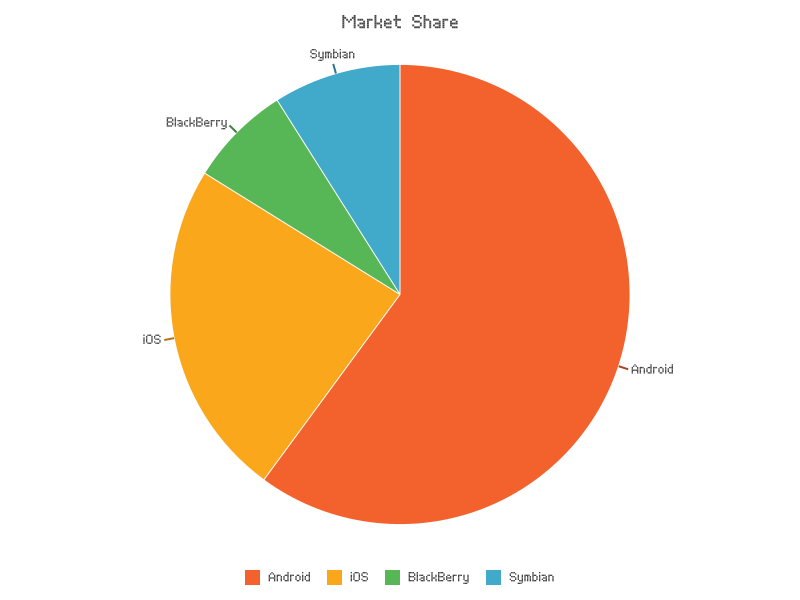 Market Share
Symbian
BlackBerry
iOS
Android
Android iOS BlackBerry Symbian